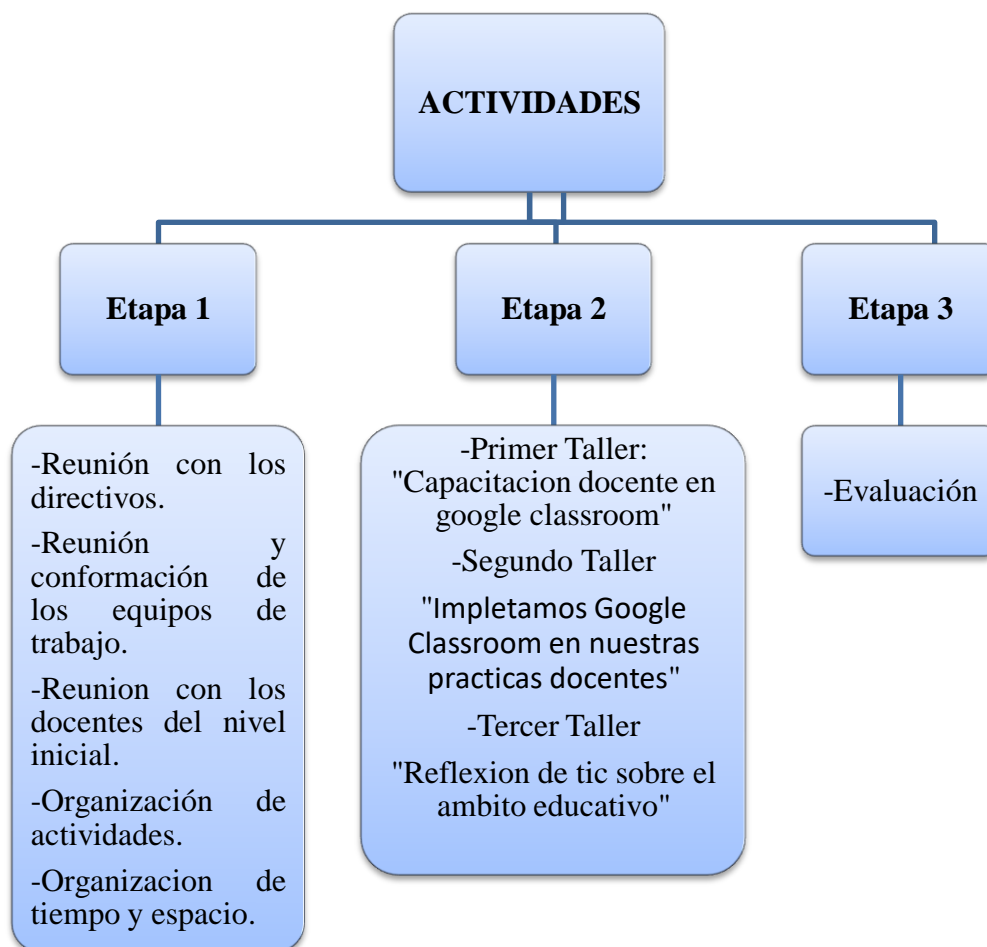 ACTIVIDADES
Etapa 1
Etapa 2
Etapa 3
-Reunión con los
directivos.
-Reunión y
conformación de
los equipos de
trabajo.
-Reunion con los
docentes del nivel
inicial.
-Organización de
actividades.
-Organizacion de
tiempo y espacio.
-Primer Taller:
"Capacitacion docente en
google classroom"
-Segundo Taller
"Impletamos Google
Classroom en nuestras
practicas docentes"
-Tercer Taller
"Reflexion de tic sobre el
ambito educativo"
-Evaluación